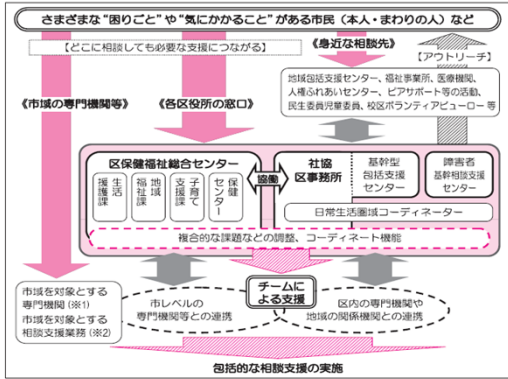 さまざまな“困りごと”や“気にかかること”がある市民（本人・まわりの人）など
【どこに相談しても必要な支援につながる】
《身近な相談先》
【アウトリーチ】
《市域の専門機関等》
《各区役所の窓口》
地域包括支援センター、福祉事業所、医療機関、
人権ふれあいセンター、ピアサポート等の活動、
民生委員児童委員、校区ボランティアビューロー 等
区保健福祉総合センター
生活
援護課
地域
福祉課
子育て
支援課
保健
センター
協働
社協
区事務所
基幹型
包括支援
センター
障害者
基幹相談支援
センター
日常生活圏域コーディネーター
複合的な課題などの調整、コーディネート機能
市域を対象とする
専門機関（※1）
市域を対象とする
相談支援業務（※2）
チームに
よる支援
市レベルの
専門機関等との連携
区内の専門機関や
地域の関係機関との連携
包括的な相談支援の実施